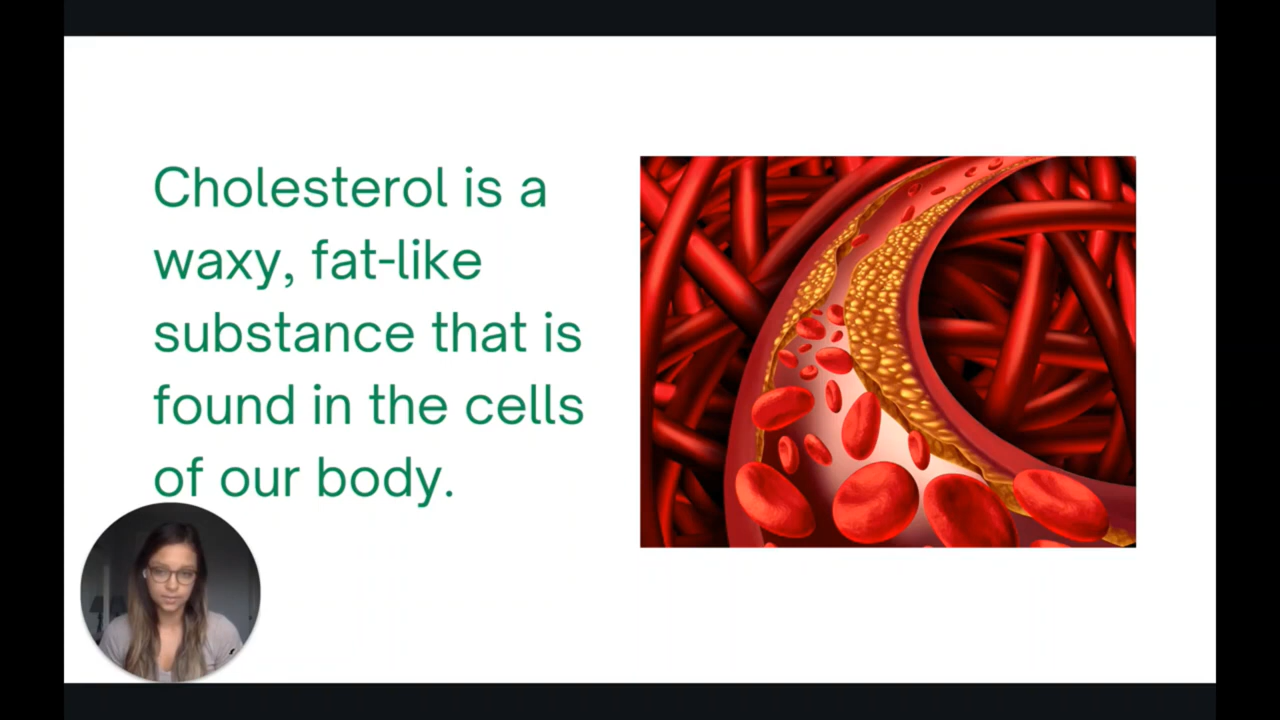 Cholesterol is a
waxy, fat-like
substance that is
found in the cells
of our body.